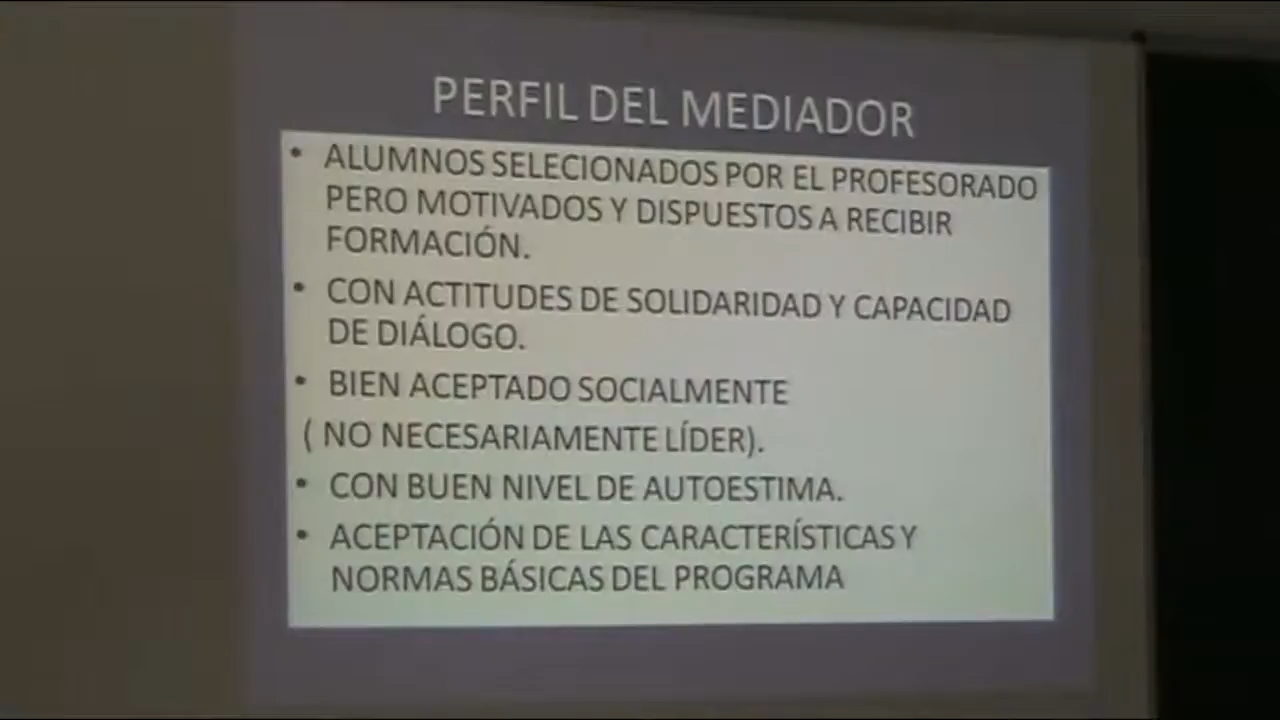 PERFIL DEL MEDIADOR
• ALUMNOS SELECIONADOS POR EL PROFESORADO
PERO MOTIVADOS Y DISPUESTOS A RECIBIR
FORMACIÓN.
• CON ACTITUDES DE SOLIDARIDAD Y CAPACIDAD
DE DIÁLOGO.
• BIEN ACEPTADO SOCIALMENTE
( NO NECESARIAMENTE LÍDER).
• CON BUEN NIVEL DE AUTOESTIMA.
• ACEPTACIÓN DE LAS CARACTERÍSTICAS Y
NORMAS BÁSICAS DEL PROGRAMA